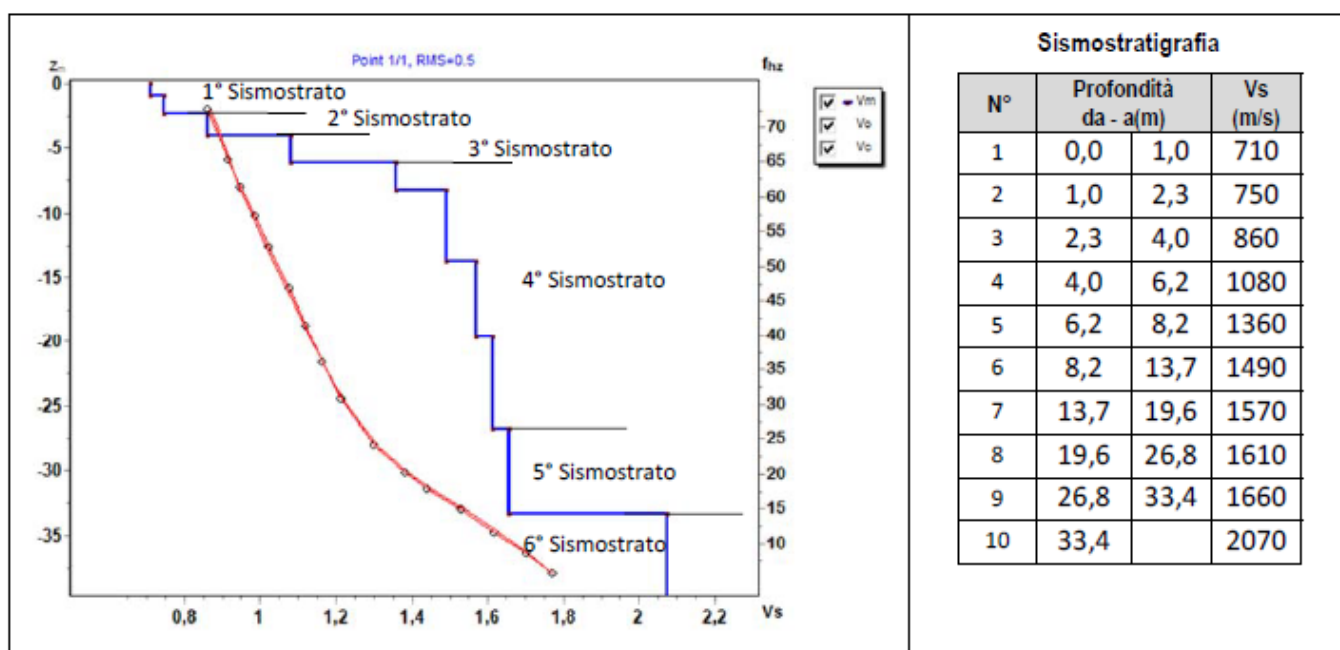 Point 1/1, RMS=0.5
z m
f hz
0
-5
-10
-15
-20
-25
-30
-35
1° Sismostrato
2° Sismostrato
3° Sismostrato
4° Sismostrato
5° Sismostrato
6° Sismostrato
70
65
60
55
50
45
40
35
30
25
20
15
10
0,8 1 1,2 1,4 1,6 1,8 2 2,2 Vs
Vm
Sismostratigrafia
N° Profondità da - a(m) Vs (m/s)
1 0,0 1,0 710
2 1,0 2,3 750
3 2,3 4,0 860
4 4,0 6,2 1080
5 6,2 8,2 1360
6 8,2 13,7 1490
7 13,7 19,6 1570
8 19,6 26,8 1610
9 26,8 33,4 1660
10 33,4 2070